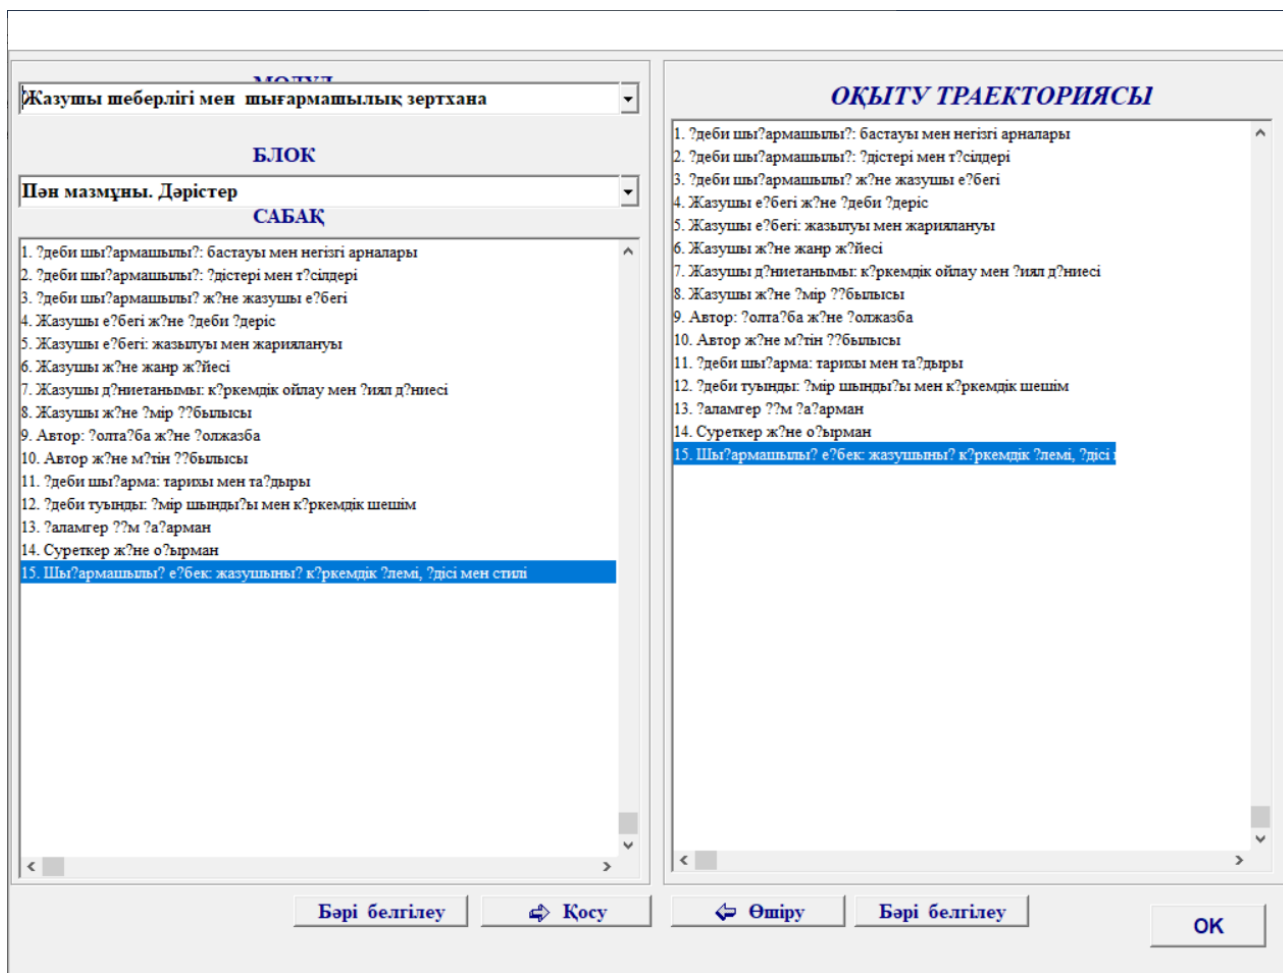 МОДУЛ
Жазушы шеберлігі мен шығармашылық зертхана
БЛОК
Пән мазмұны. Дәрістер
САБАҚ
1. ?деби шы?армашылы?: бастауы мен негізгі арналары
2. ?деби шы?армашылы?: ?дістері мен т?сілдері
3. ?деби шы?армашылы? ж?не жазушы е?бегі
4. Жазушы е?бегі ж?не ?деби ?деріс
5. Жазушы е?бегі: жазылуы мен жариялануы
6. Жазушы ж?не жанр ж?йесі
7. Жазушы д?ниетанымы: к?ркемдік ойлау мен ?иял д?ниесі
8. Жазушы ж?не ?мір ??былысы
9. Автор: ?олта?ба ж?не ?олжазба
10. Автор ж?не м?тін ??былысы
11. ?деби шы?арма: тарихы мен та?дыры
12. ?деби туынды: ?мір шынды?ы мен к?ркемдік шешім
13. ?аламгер ??м ?а?арман
14. Суреткер ж?не о?ырман
15. Шы?армашылы? е?бек: жазушыны? к?ркемдік ?лемі, ?дісі мен стилі
ОҚЫТУ ТРАЕКТОРИЯСЫ
1. ?деби шы?армашылы?: бастауы мен негізгі арналары
2. ?деби шы?армашылы?: ?дістері мен т?сілдері
3. ?деби шы?армашылы? ж?не жазушы е?бегі
4. Жазушы е?бегі ж?не ?деби ?деріс
5. Жазушы е?бегі: жазылуы мен жариялануы
6. Жазушы ж?не жанр ж?йесі
7. Жазушы д?ниетанымы: к?ркемдік ойлау мен ?иял д?ниесі
8. Жазушы ж?не ?мір ??былысы
9. Автор: ?олта?ба ж?не ?олжазба
10. Автор ж?не м?тін ??былысы
11. ?деби шы?арма: тарихы мен та?дыры
12. ?деби туынды: ?мір шынды?ы мен к?ркемдік шешім
13. ?аламгер ??м ?а?арман
14. Суреткер ж?не о?ырман
15. Шы?армашылы? е?бек: жазушыны? к?ркемдік ?лемі, ?дісі
Бәрі белгілеу
Қосу
Өшіру
Бәрі белгілеу
OK